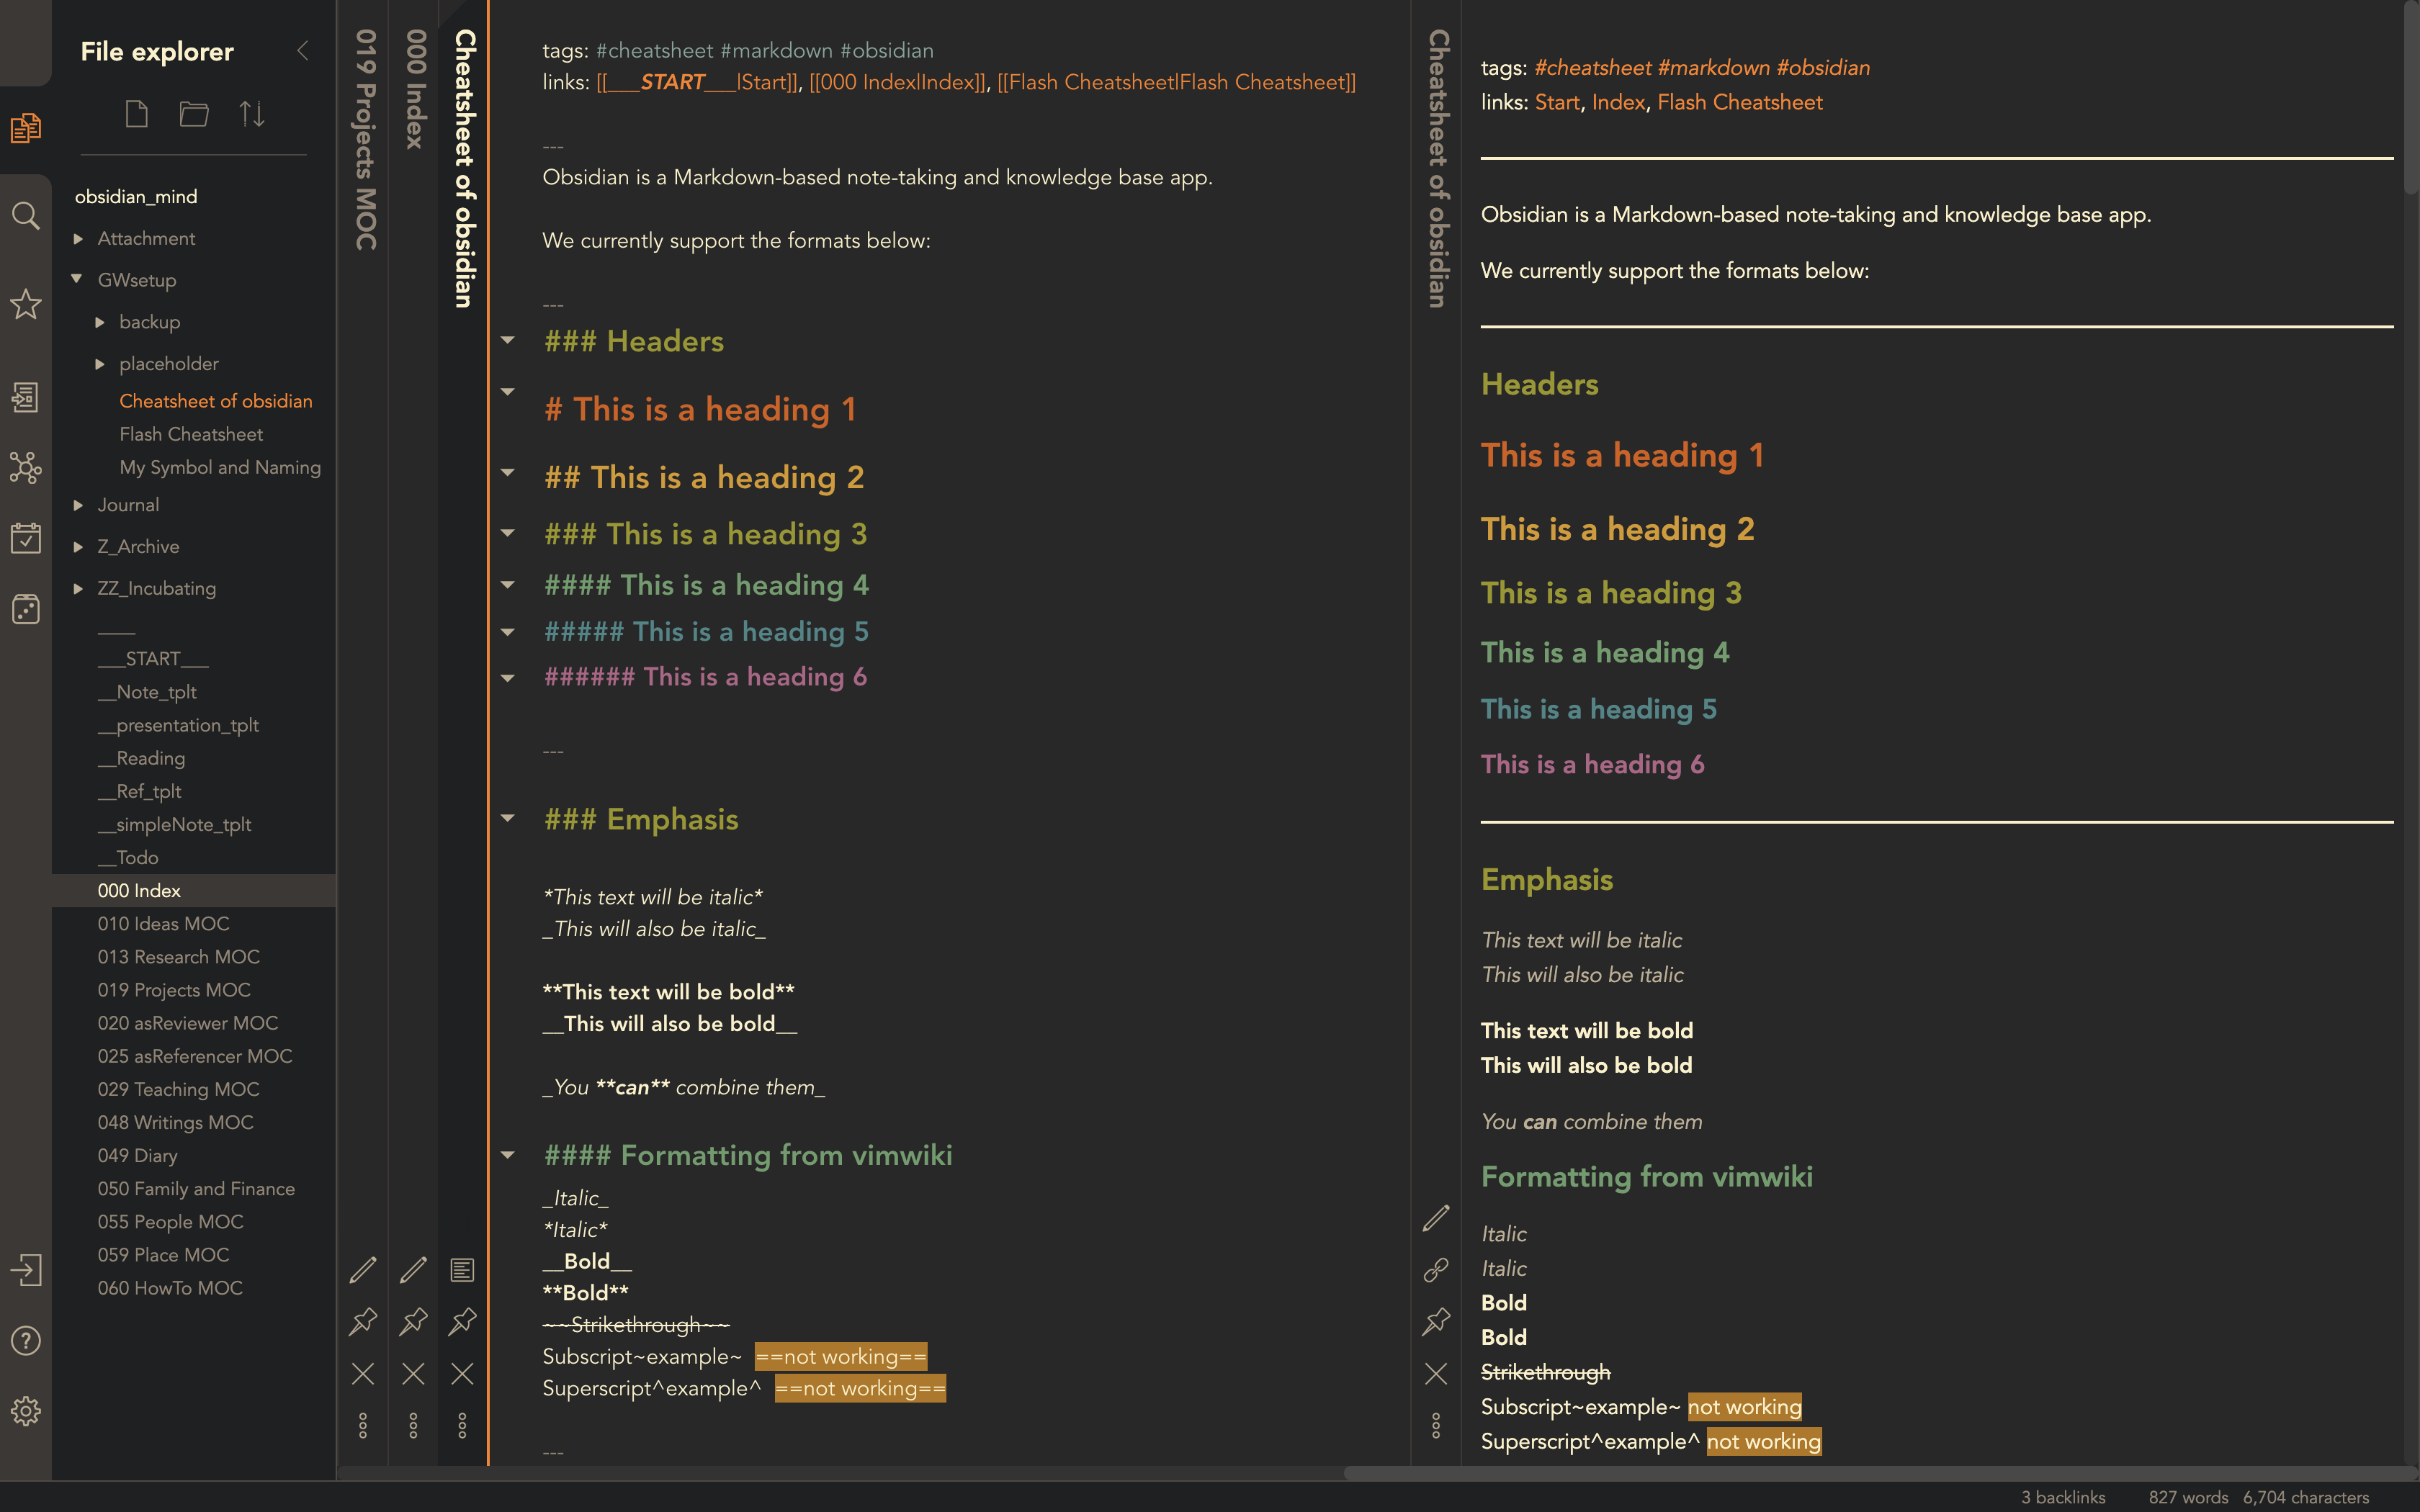 File explorer
obsidian_mind
Attachment
GWsetup
backup
placeholder
Cheatsheet of obsidian
Flash Cheatsheet
My Symbol and Naming
Journal
Z_Archive
ZZ_Incubating
____
___START___
__Note_tplt
__presentation_tplt
__Reading
__Ref_tplt
__simpleNote_tplt
__Todo
000 Index
010 Ideas MOC
013 Research MOC
019 Projects MOC
020 asReviewer MOC
025 asReferencer MOC
029 Teaching MOC
048 Writings MOC
049 Diary
050 Family and Finance
055 People MOC
059 Place MOC
060 HowTo MOC
019 Projects MOC
000 Index
Cheatsheet of obsidian
tags: #cheatsheet #markdown #obsidian
links: [[___START___|Start]], [[000 Index|Index]], [[Flash Cheatsheet|Flash Cheatsheet]]
---
Obsidian is a Markdown-based note-taking and knowledge base app.
We currently support the formats below:
---
### Headers
# This is a heading 1
## This is a heading 2
### This is a heading 3
#### This is a heading 4
##### This is a heading 5
###### This is a heading 6
---
### Emphasis
*This text will be italic*
_This will also be italic_
**This text will be bold**
__This will also be bold__
_You **can** combine them_
#### Formatting from vimwiki
_Italic_
*Italic*
__Bold__
**Bold**
~~Strikethrough~~
Subscript~example~ ==not working==
Superscript^example^ ==not working==
---
Cheatsheet of obsidian
tags: #cheatsheet #markdown #obsidian
links: Start, Index, Flash Cheatsheet
Obsidian is a Markdown-based note-taking and knowledge base app.
We currently support the formats below:
Headers
This is a heading 1
This is a heading 2
This is a heading 3
This is a heading 4
This is a heading 5
This is a heading 6
Emphasis
This text will be italic
This will also be italic
This text will be bold
This will also be bold
You can combine them
Formatting from vimwiki
Italic
Italic
Bold
Bold
Strikethrough
Subscript~example~ not working
Superscript^example^ not working
3 backlinks 827 words 6,704 characters